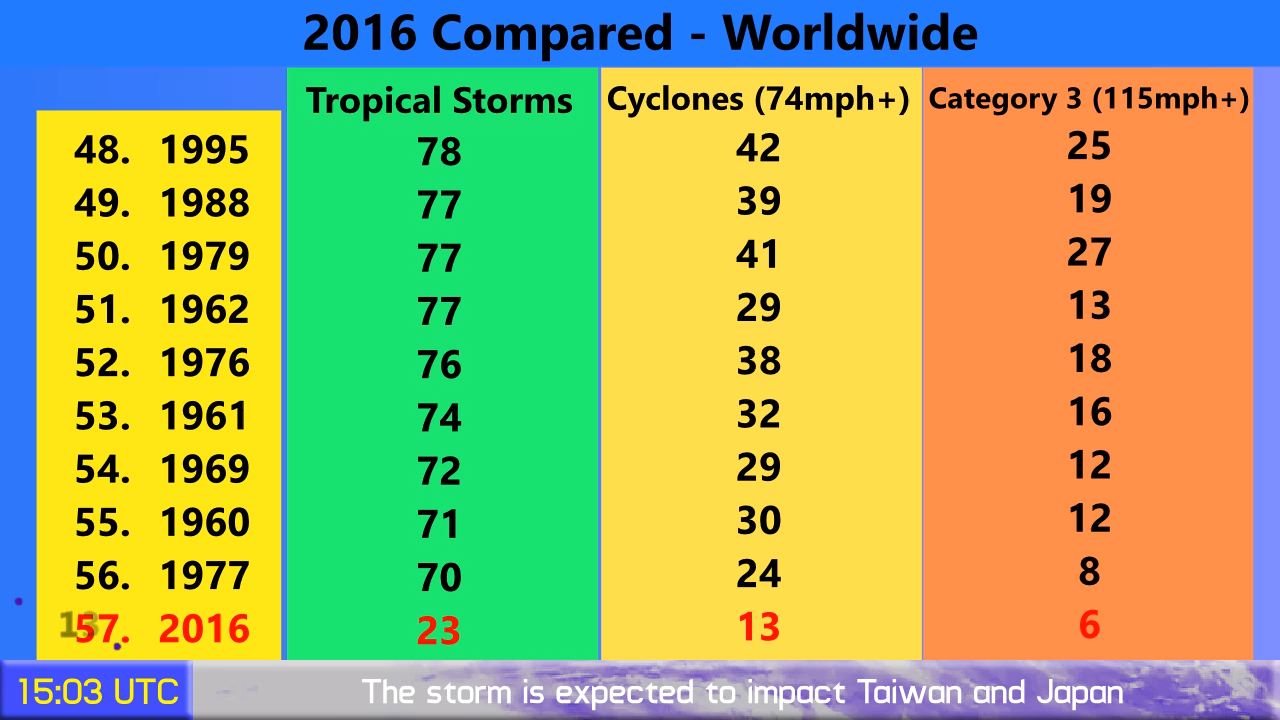 2016 Compared - Worldwide
Tropical Storms Cyclones (74mph+) Category 3 (115mph+)
48. 1995 78 42 25
49. 1988 77 39 19
50. 1979 77 41 27
51. 1962 77 29 13
52. 1976 76 38 18
53. 1961 74 32 16
54. 1969 72 29 12
55. 1960 71 30 12
56. 1977 70 24 8
57. 2016 23 13 6
15:03 UTC The storm is expected to impact Taiwan and Japan